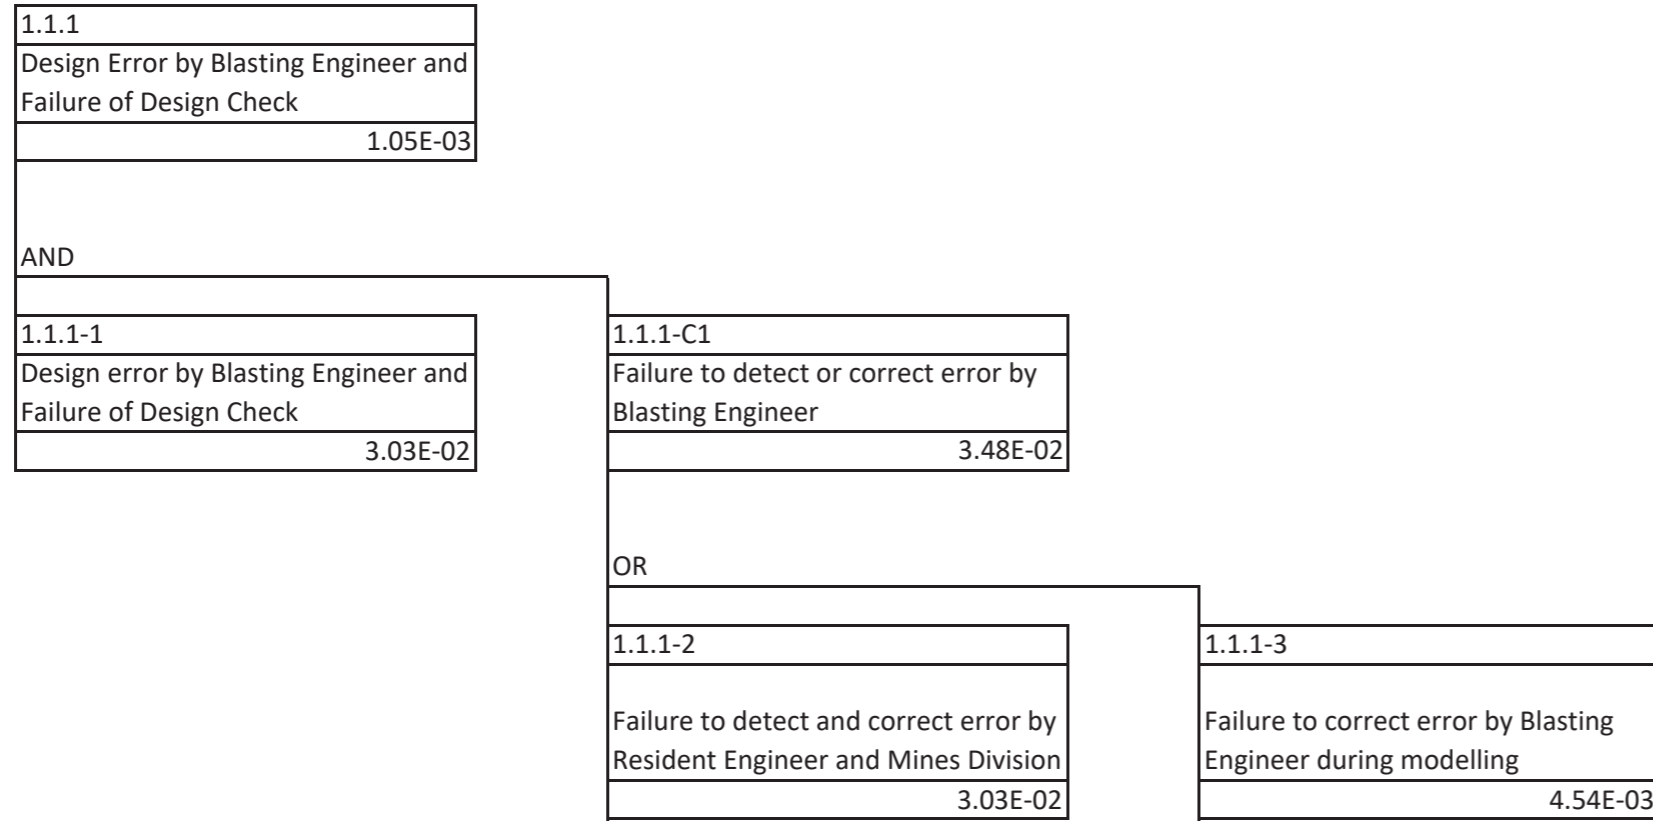 1.1.1
Design Error by Blasting Engineer and
Failure of Design Check
1.05E-03
AND
1.1.1-1
Design error by Blasting Engineer and
Failure of Design Check
3.03E-02
1.1.1-C1
Failure to detect or correct error by
Blasting Engineer
3.48E-02
OR
1.1.1-2
Failure to detect and correct error by
Resident Engineer and Mines Division
3.03E-02
1.1.1-3
Failure to correct error by Blasting
Engineer during modelling
4.54E-03